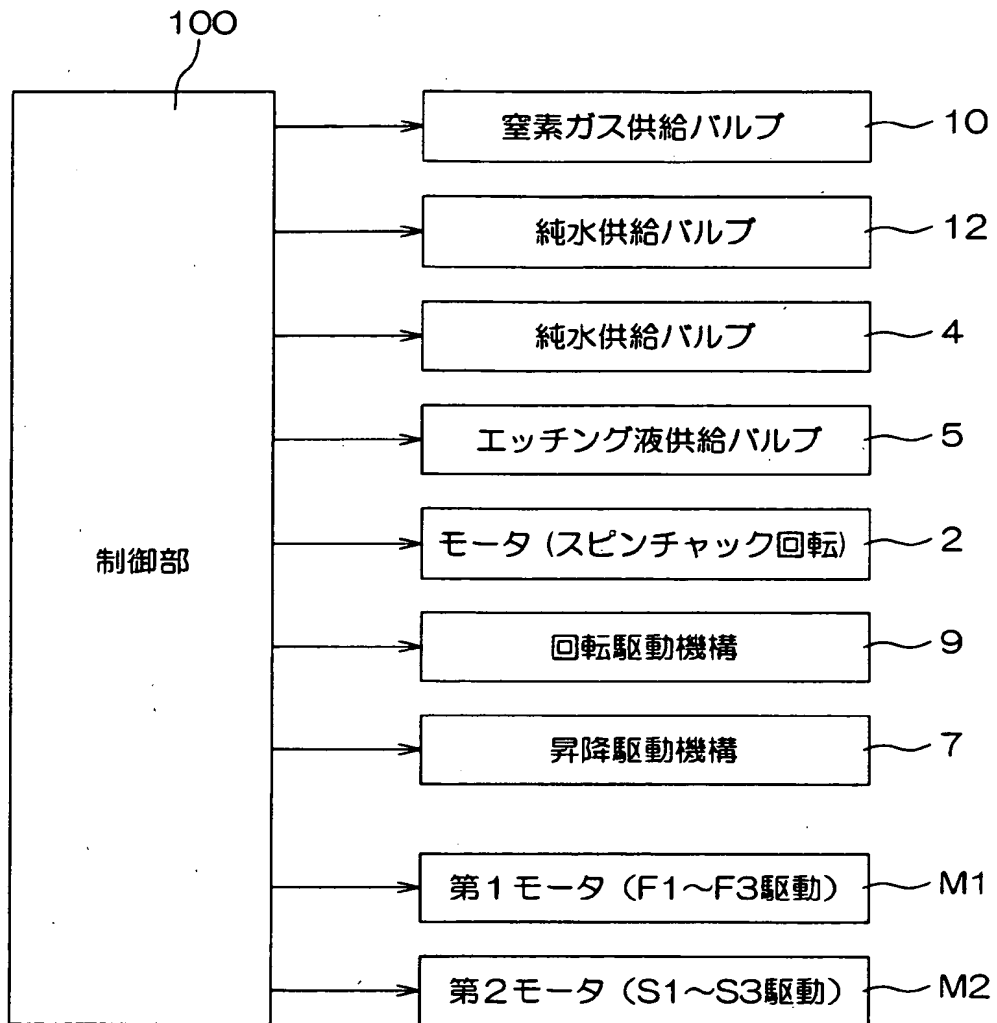 100
窒素ガス供給バルブ 10
純水供給バルブ 12
純水供給バルブ 4
エッチング液供給バルブ 5
モータ(スピンチャック回転) 2
制御部
回転駆動機構 9
昇降駆動機構 7
第1モータ(F1〜F3駆動) M1
第2モータ(S1〜S3駆動) M2